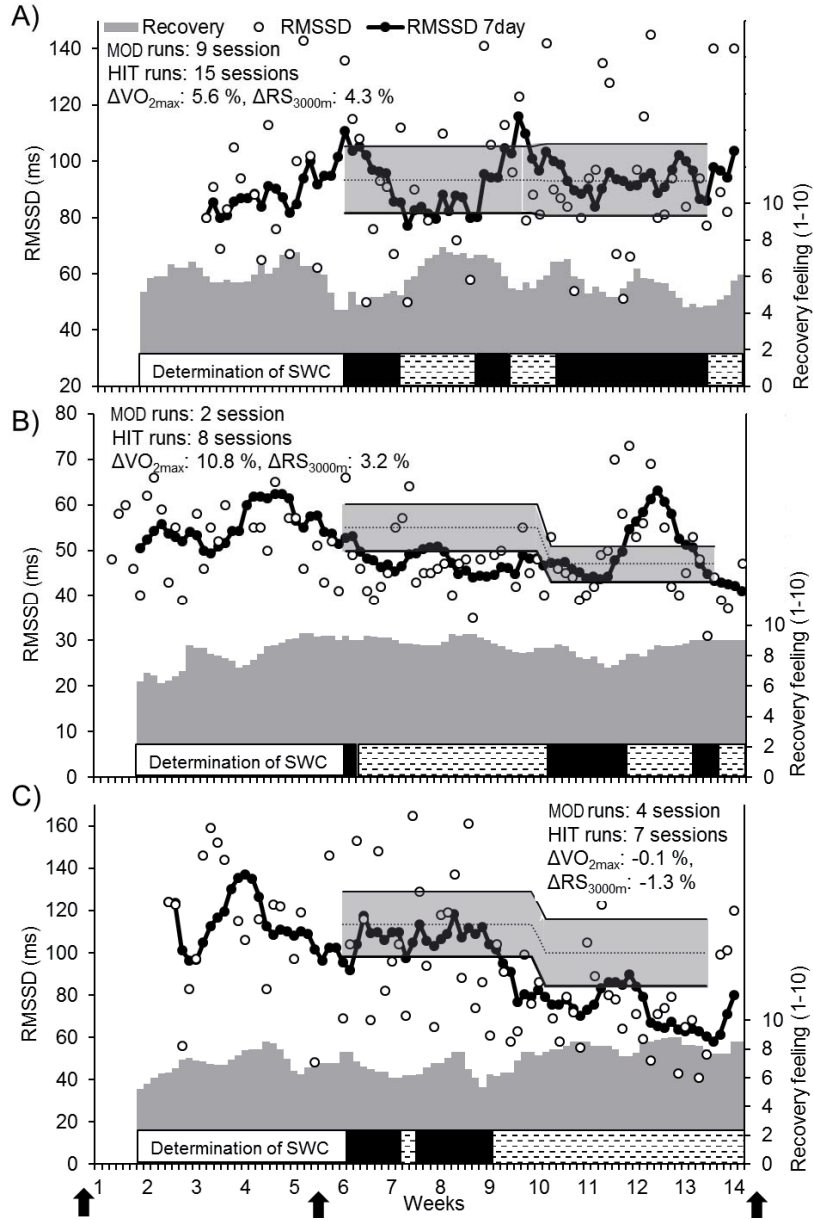 A)
Recovery RMSSD RMSSD 7day
MOD runs: 9 session
HIT runs: 15 sessions
ΔVO2max: 5.6 %, ΔRS3000m: 4.3 %
RMSSD (ms)
140
120
100
80
60
40
20
Recovery feeling (1-10)
10
8
6
4
2
0
Determination of SWC
B)
MOD runs: 2 session
HIT runs: 8 sessions
ΔVO2max: 10.8 %, ΔRS3000m: 3.2 %
RMSSD (ms)
80
70
60
50
40
30
20
10
0
Recovery feeling (1-10)
10
8
6
4
2
0
Determination of SWC
C)
MOD runs: 4 session
HIT runs: 7 sessions
ΔVO2max: -0.1 %,
ΔRS3000m: -1.3 %
RMSSD (ms)
160
140
120
100
80
60
40
20
0
Recovery feeling (1-10)
10
8
6
4
2
0
Determination of SWC
1 2 3 4 5 6 7 8 9 10 11 12 13 14
Weeks